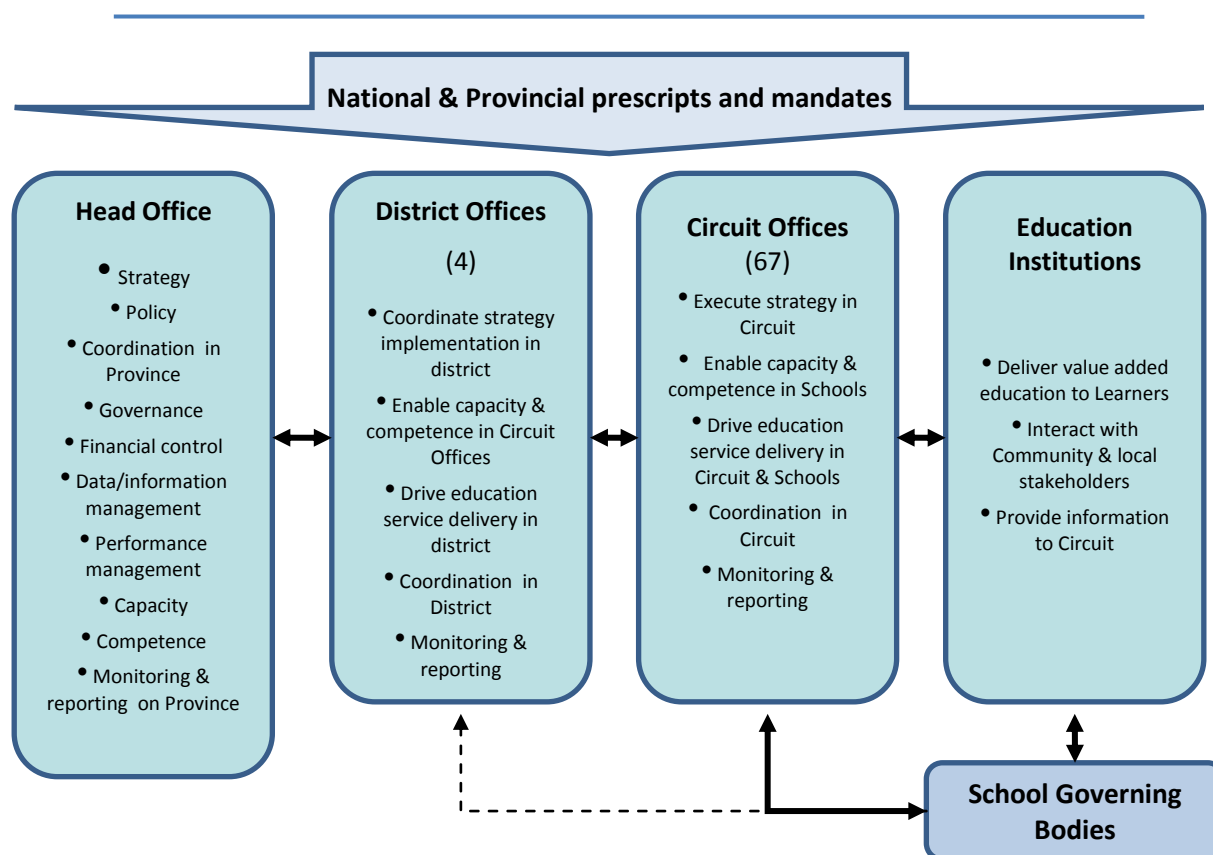 National & Provincial prescripts and mandates
Head Office
• Strategy
• Policy
• Coordination in
Province
• Governance
• Financial control
• Data/information
management
• Performance
management
• Capacity
• Competence
• Monitoring &
reporting on Province
District Offices
(4)
• Coordinate strategy
implementation in
district
• Enable capacity &
competence in Circuit
Offices
• Drive education
service delivery in
district
• Coordination in
District
• Monitoring &
reporting
Circuit Offices
(67)
• Execute strategy in
Circuit
• Enable capacity &
competence in Schools
• Drive education
service delivery in
Circuit & Schools
• Coordination in
Circuit
• Monitoring &
reporting
Education
Institutions
• Deliver value added
education to Learners
• Interact with
Community & local
stakeholders
• Provide information
to Circuit
School Governing
Bodies